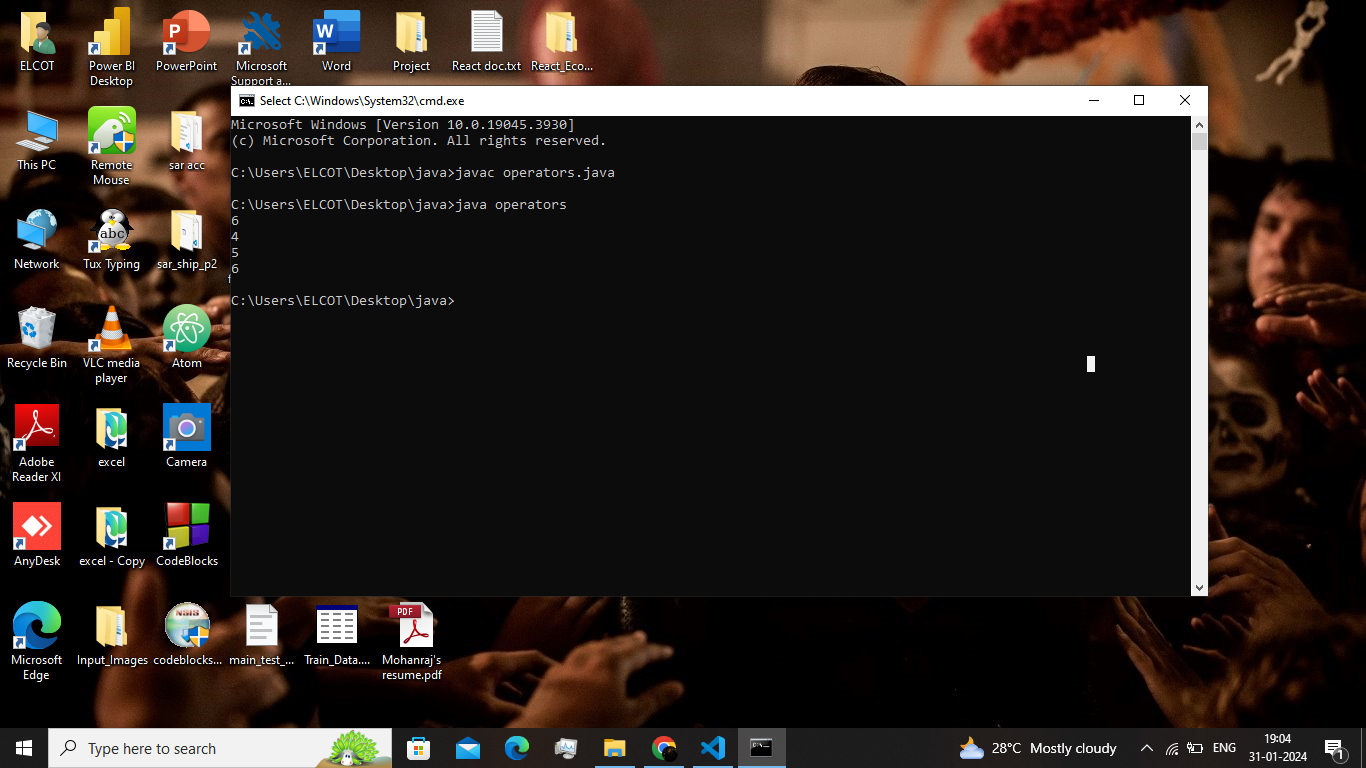 ELCOT
Power BI
Desktop
PowerPoint
Microsoft
Support a...
Word
Project
React doc.txt
React_Eco...
This PC
Remote
Mouse
sar acc
Network
abc
Tux Typing
sar_ship_p2
Recycle Bin
VLC media
player
Atom
Adobe
Reader XI
excel
Camera
AnyDesk
excel - Copy
CodeBlocks
Microsoft
Edge
Input_Images
NSIS
codeblocks...
main_test_...
Train_Data....
PDF
Mohanraj's
resume.pdf
Select C:\Windows\System32\cmd.exe
Microsoft Windows [Version 10.0.19045.3930]
(c) Microsoft Corporation. All rights reserved.
C:\Users\ELCOT\Desktop\java>javac operators.java
C:\Users\ELCOT\Desktop\java>java operators
6
4
5
6
C:\Users\ELCOT\Desktop\java>
Type here to search
28°C Mostly cloudy
ENG
19:04
31-01-2024
1